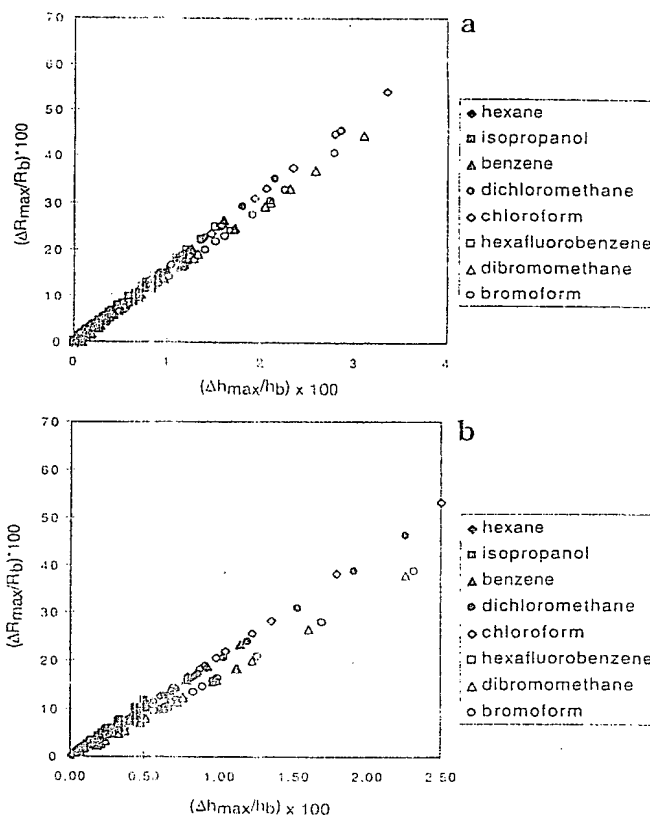 a
70
60
50
40
30
20
10
0
(ΔRmax/Rb)*100
0 1 2 3 4
(Δhmax/hb) x 100
hexane
isopropanol
benzene
dichloromethane
chloroform
hexafluorobenzene
dibromomethane
bromoform
b
70
60
50
40
30
20
10
0
(ΔRmax/Rb)*100
0.00 0.50 1.00 1.50 2.00 2.50
(Δhmax/hb) x 100
hexane
isopropanol
benzene
dichloromethane
chloroform
hexafluorobenzene
dibromomethane
bromoform